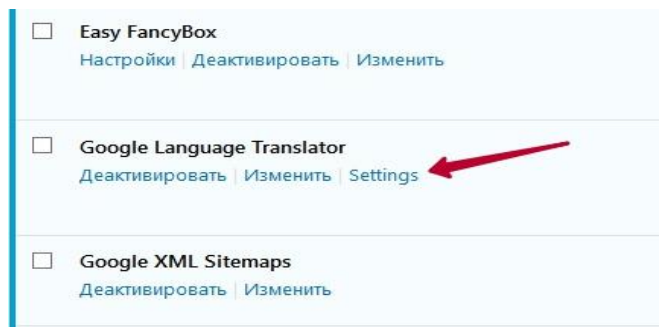 Easy FancyBox
Настройки | Деактивировать | Изменить
Google Language Translator
Деактивировать | Изменить | Settings
Google XML Sitemaps
Деактивировать | Изменить